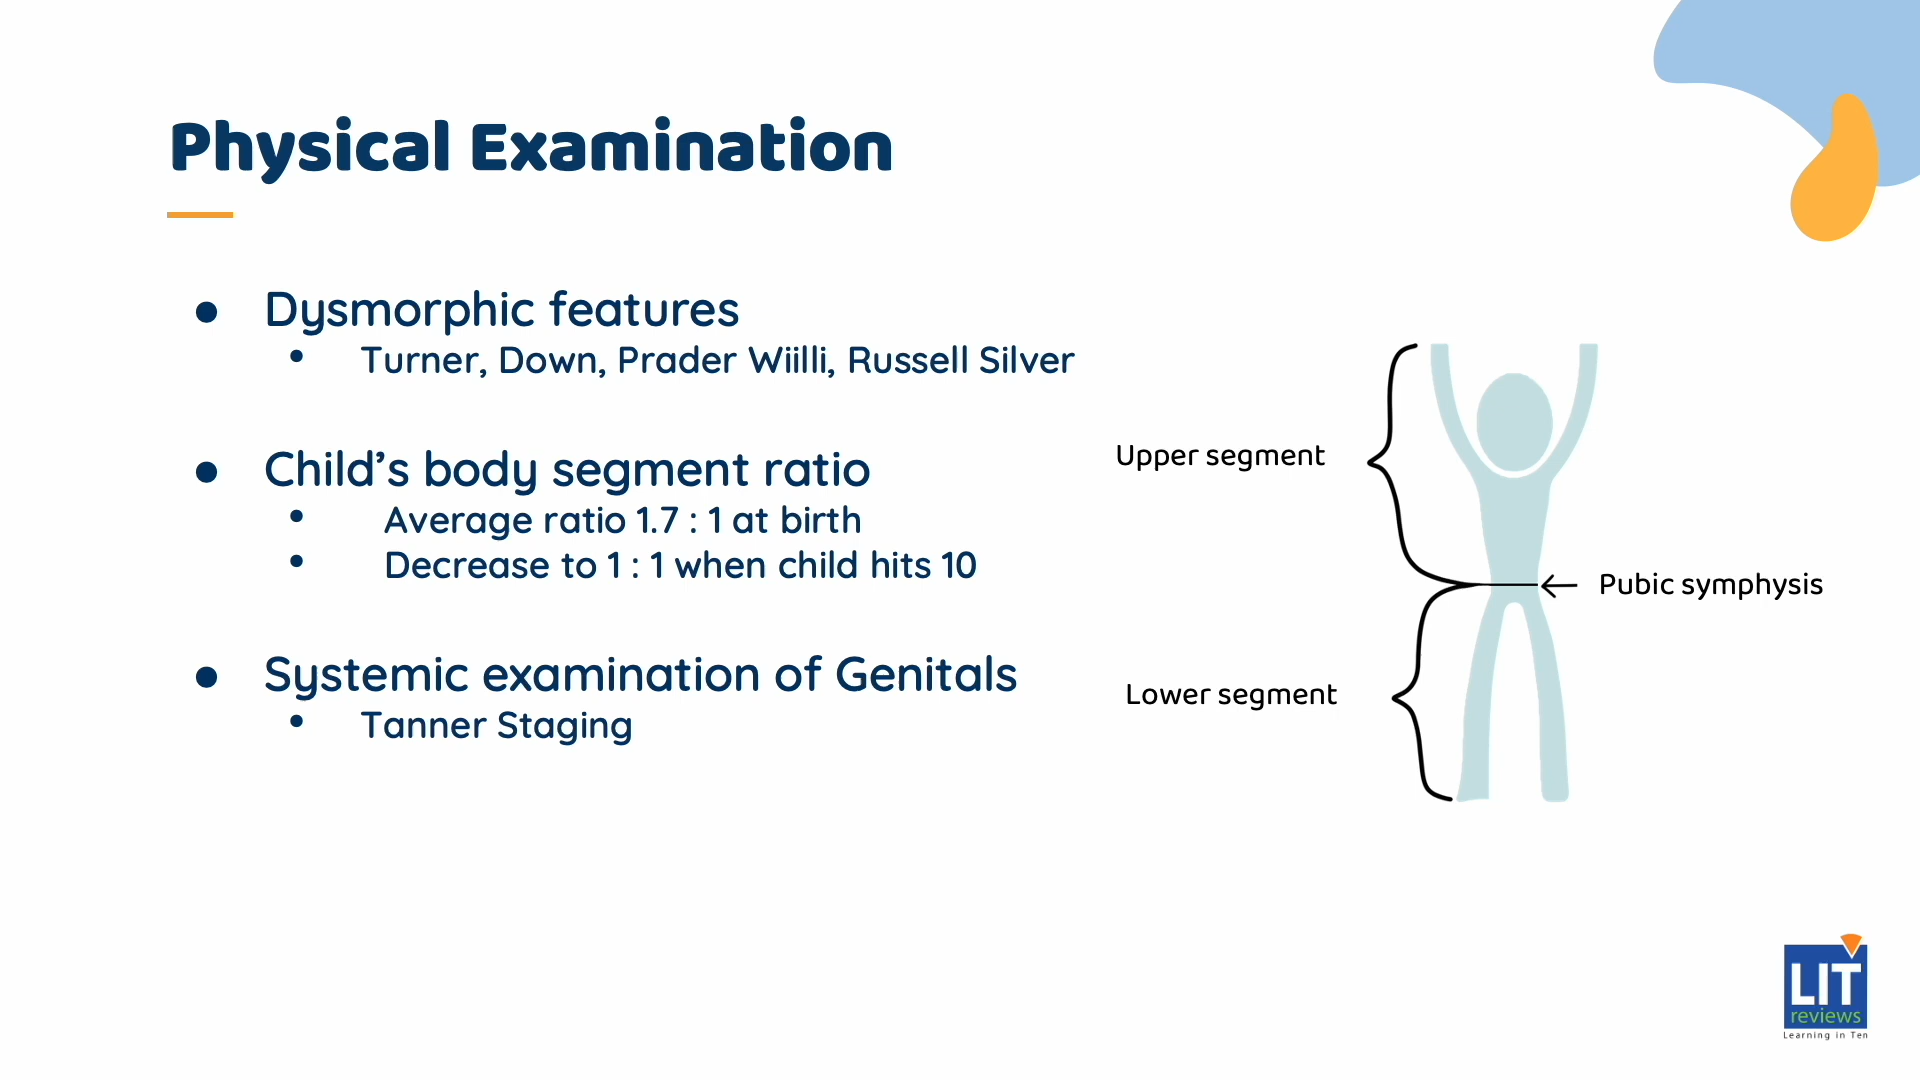 Physical Examination
● Dysmorphic features
• Turner, Down, Prader Wiilli, Russell Silver
● Child’s body segment ratio
• Average ratio 1.7 : 1 at birth
• Decrease to 1 : 1 when child hits 10
● Systemic examination of Genitals
• Tanner Staging
Upper segment
Pubic symphysis
Lower segment
LIT
reviews
Learning in Ten